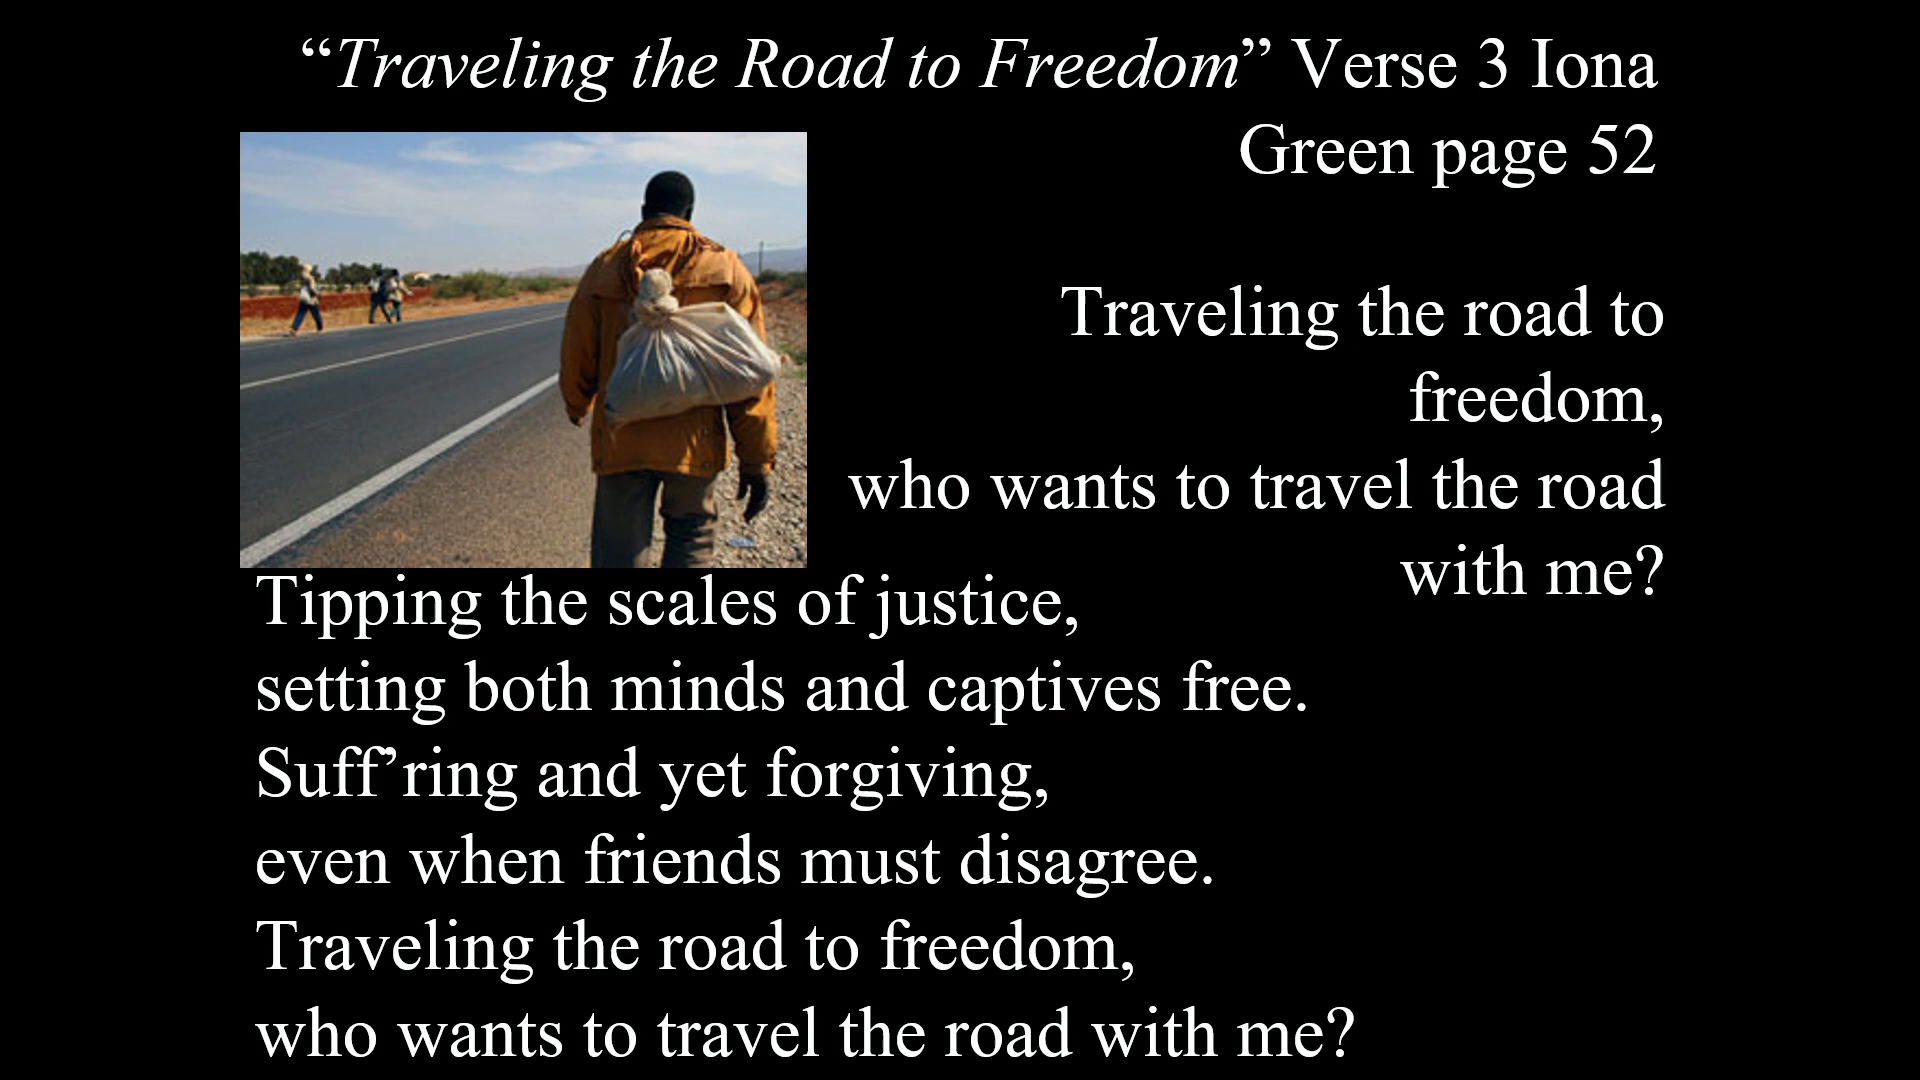 “Traveling the Road to Freedom” Verse 3 Iona
Green page 52
Traveling the road to
freedom,
who wants to travel the road
with me?
Tipping the scales of justice,
setting both minds and captives free.
Suff’ring and yet forgiving,
even when friends must disagree.
Traveling the road to freedom,
who wants to travel the road with me?